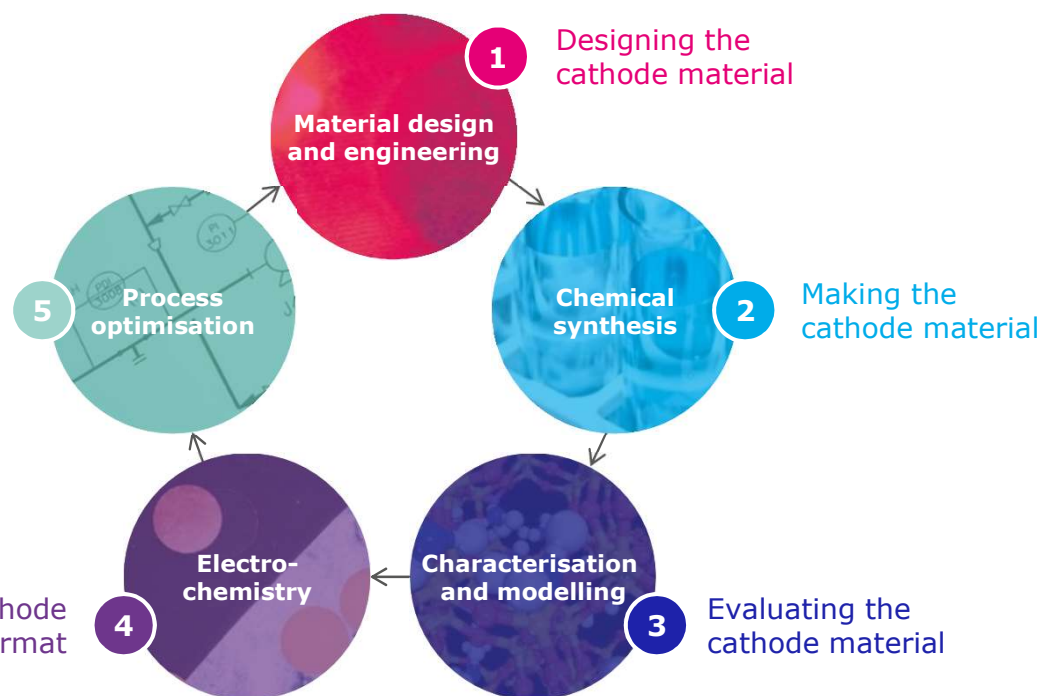 1
Designing the
cathode material
Material design
and engineering
5
Process
optimisation
Chemical
synthesis
2
Making the
cathode material
Electro-
chemistry
4
Characterisation
and modelling
3
Evaluating the
cathode material